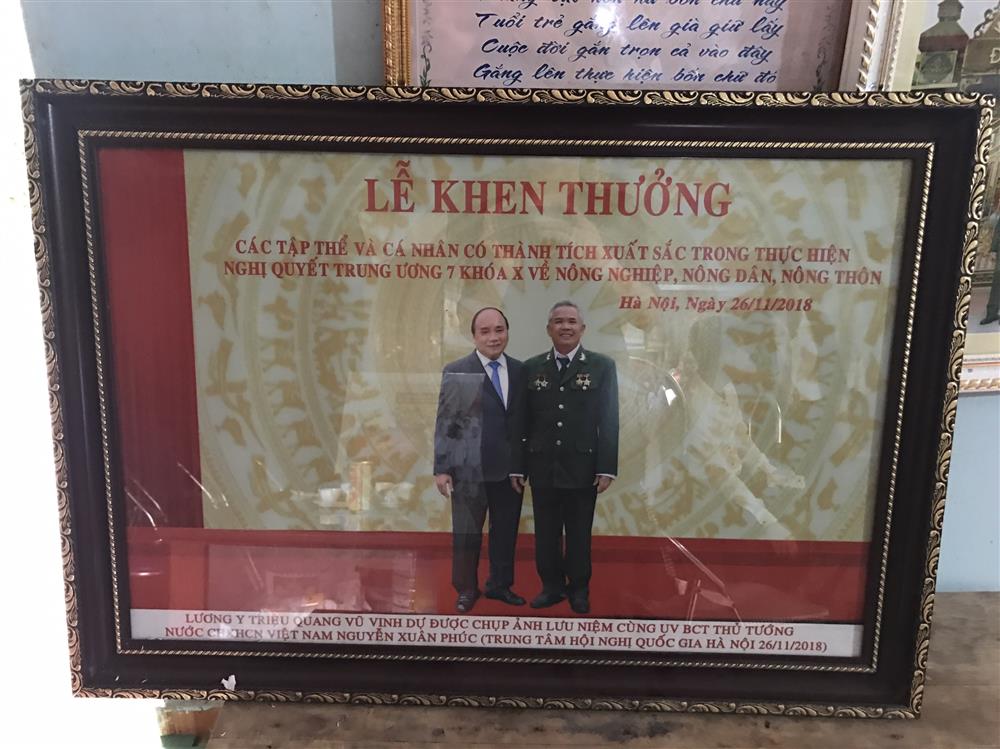 Tuổi trẻ gắng lên già giữ lấy
Cuộc đời gắn trọn cả vào đây
Gắng lên thực hiện bốn chữ đó
LỄ KHEN THƯỞNG
CÁC TẬP THỂ VÀ CÁ NHÂN CÓ THÀNH TÍCH XUẤT SẮC TRONG THỰC HIỆN
NGHỊ QUYẾT TRUNG ƯƠNG 7 KHÓA X VỀ NÔNG NGHIỆP, NÔNG DÂN, NÔNG THÔN
Hà Nội, Ngày 26/11/2018
LƯƠNG Y TRIỆU QUANG VŨ VINH DỰ ĐƯỢC CHỤP ẢNH LƯU NIỆM CÙNG UV BCT THỦ TƯỚNG
NƯỚC CHXHCN VIỆT NAM NGUYỄN XUÂN PHÚC (TRUNG TÂM HỘI NGHỊ QUỐC GIA HÀ NỘI 26/11/2018)